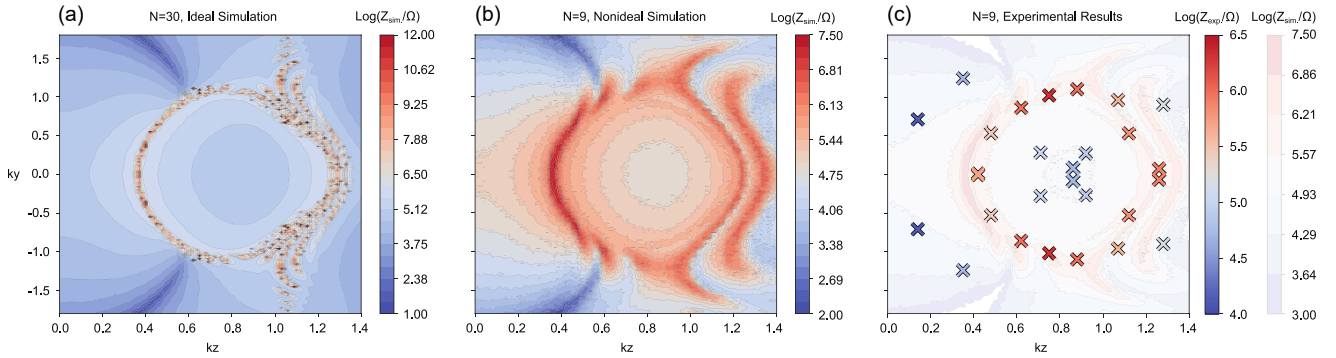 (a)
N=30, Ideal Simulation
Log(Zsim./Ω)
ky
1.5
1.0
0.5
0.0
-0.5
-1.0
-1.5
0.0 0.2 0.4 0.6 0.8 1.0 1.2 1.4
kz
12.00
10.62
9.25
7.88
6.50
5.12
3.75
2.38
1.00
(b)
N=9, Nonideal Simulation
Log(Zsim./Ω)
0.0 0.2 0.4 0.6 0.8 1.0 1.2 1.4
kz
7.50
6.81
6.12
5.44
4.75
4.06
3.38
2.69
2.00
(c)
N=9, Experimental Results
Log(Zexp/Ω)
Log(Zsim./Ω)
0.0 0.2 0.4 0.6 0.8 1.0 1.2 1.4
kz
6.5
6.0
5.5
5.0
4.5
4.0
7.50
6.86
6.21
5.57
4.93
4.29
3.64
3.00